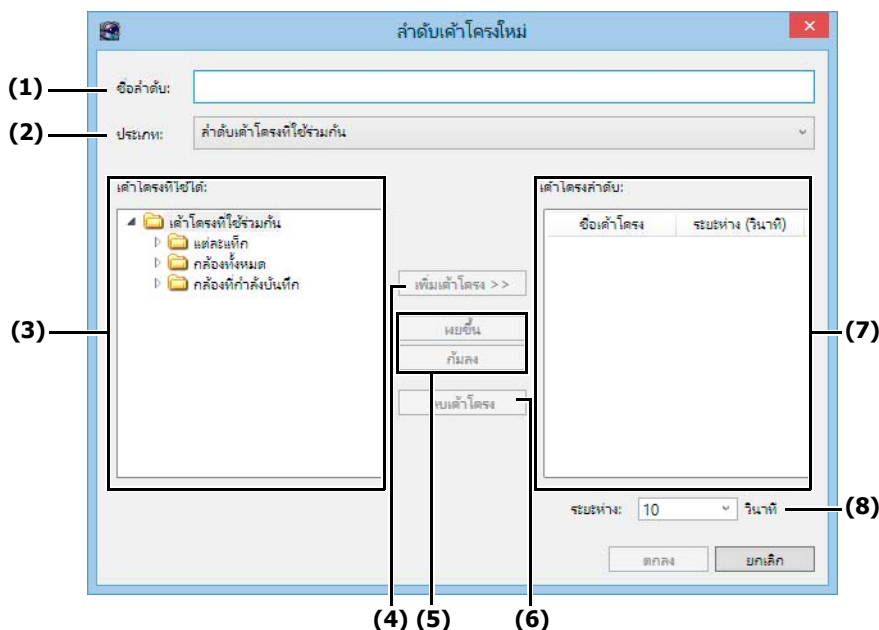 ลำดับเค้าโครงใหม่
(1)
ชื่อลำดับ:
(2)
ประเภท:
ลำดับเค้าโครงที่ใช้ร่วมกัน
เค้าโครงที่ใช้ได้:
เค้าโครงลำดับ:
เค้าโครงที่ใช้ร่วมกัน
แต่ละแท็ก
กล้องทั้งหมด
กล้องที่กำลังบันทึก
ชื่อเค้าโครง
ระยะห่าง (วินาที)
เพิ่มเค้าโครง >>
(3)
เงยขึ้น
ก้มลง
(7)
ลบเค้าโครง
ระยะห่าง:
10
วินาที
(8)
ตกลง
ยกเลิก
(4)
(5)
(6)